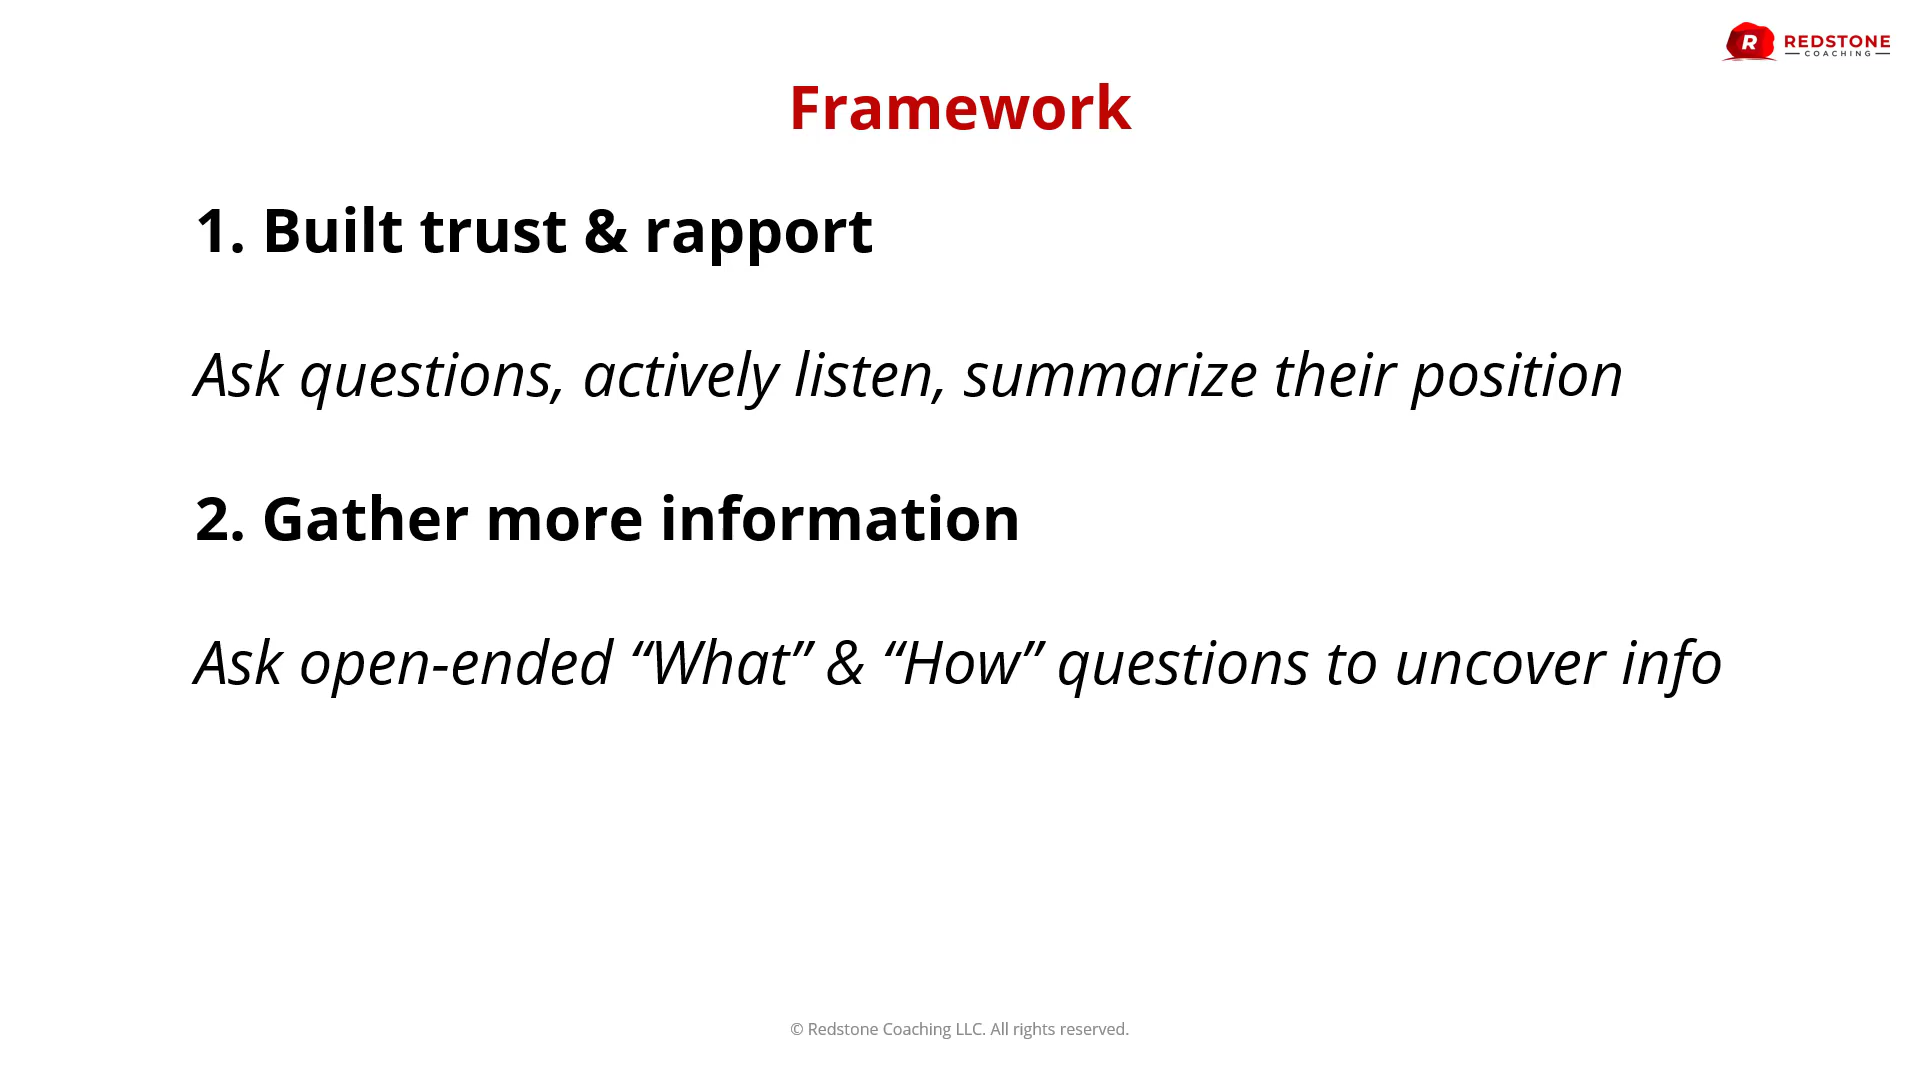 R REDSTONE
COACHING
Framework
1. Built trust & rapport
Ask questions, actively listen, summarize their position
2. Gather more information
Ask open-ended “What” & “How” questions to uncover info
© Redstone Coaching LLC. All rights reserved.